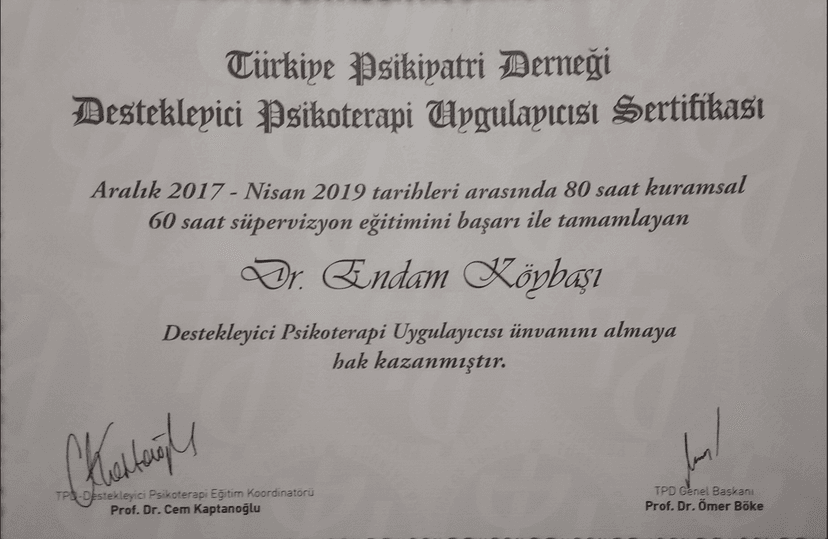 Türkiye Psikiyatri Derneği
Destekleyici Psikoterapi Uygulayıcısı Sertifikası
Aralık 2017 - Nisan 2019 tarihleri arasında 80 saat kuramsal
60 saat süpervizyon eğitimini başarı ile tamamlayan
Dr. Endam Köybaşı
Destekleyici Psikoterapi Uygulayıcısı ünvanını almaya
hak kazanmıştır.
TPD-Destekleyici Psikoterapi Eğitim Koordinatörü
Prof. Dr. Cem Kaptanoğlu
TPD Genel Başkanı
Prof. Dr. Ömer Böke